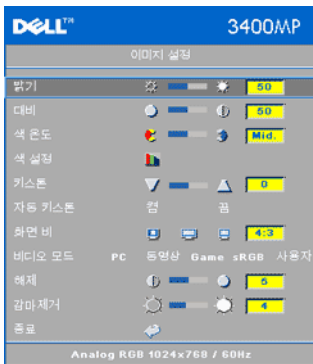 DELL™ 3400MP
이미지 설정
밝기 50
대비 50
색 온도 Mid.
색 설정
키스톤 0
자동 키스톤 켬 끔
화면 비 4:3
비디오 모드 PC 동영상 Game sRGB 사용자
해제 5
감마제거 4
종료
Analog RGB 1024x768 / 60Hz